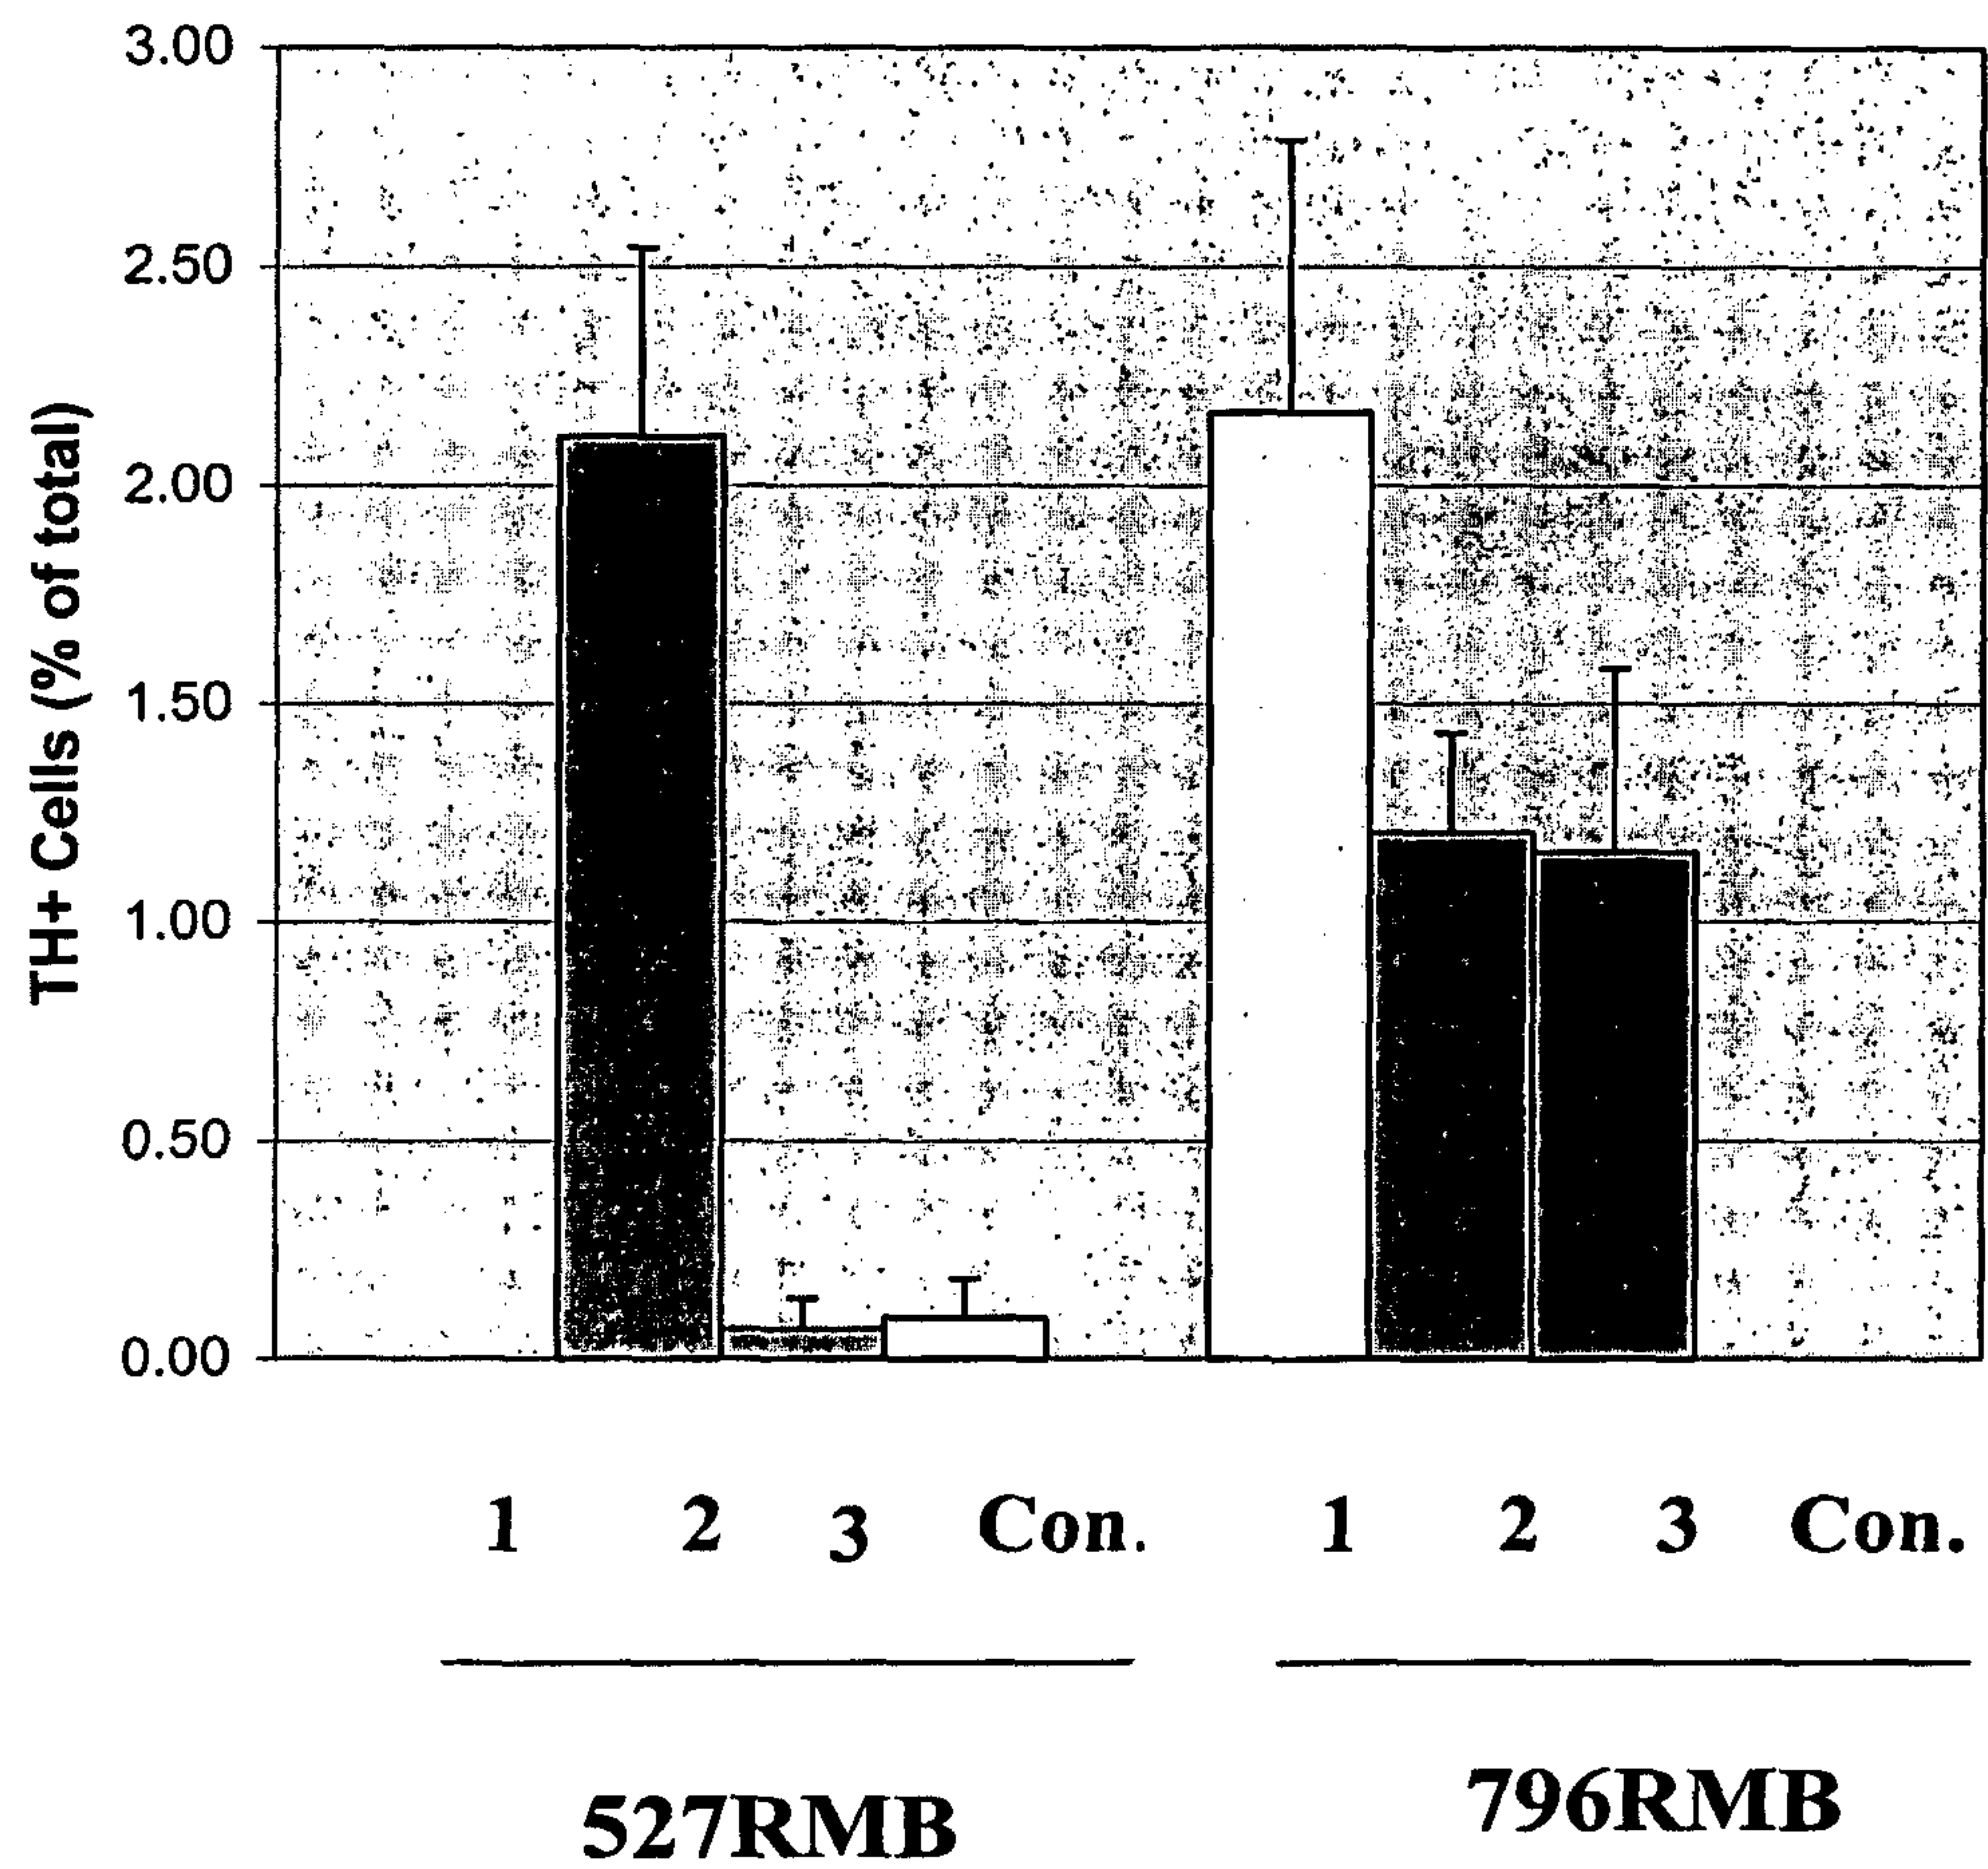 3.00
2.50
2.00
1.50
1.00
0.50
0.00
TH+ Cells (% of total)
1 2 3 Con. 1 2 3 Con.
527RMB 796RMB